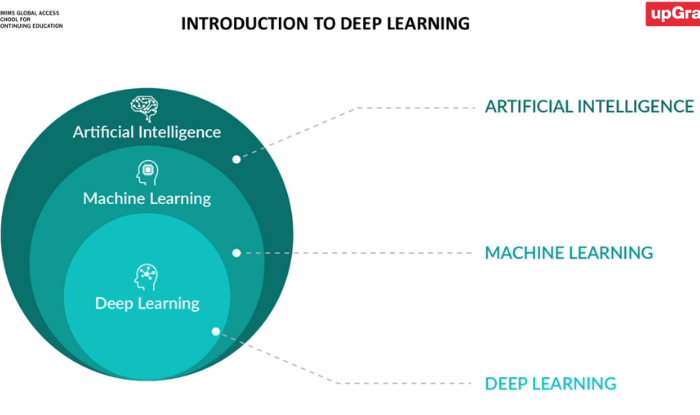 MIMS GLOBAL ACCESS
CHOOL FOR
ONTINUING EDUCATION
INTRODUCTION TO DEEP LEARNING
upGra
Artificial Intelligence
Machine Learning
Deep Learning
ARTIFICIAL INTELLIGENCE
MACHINE LEARNING
DEEP LEARNING